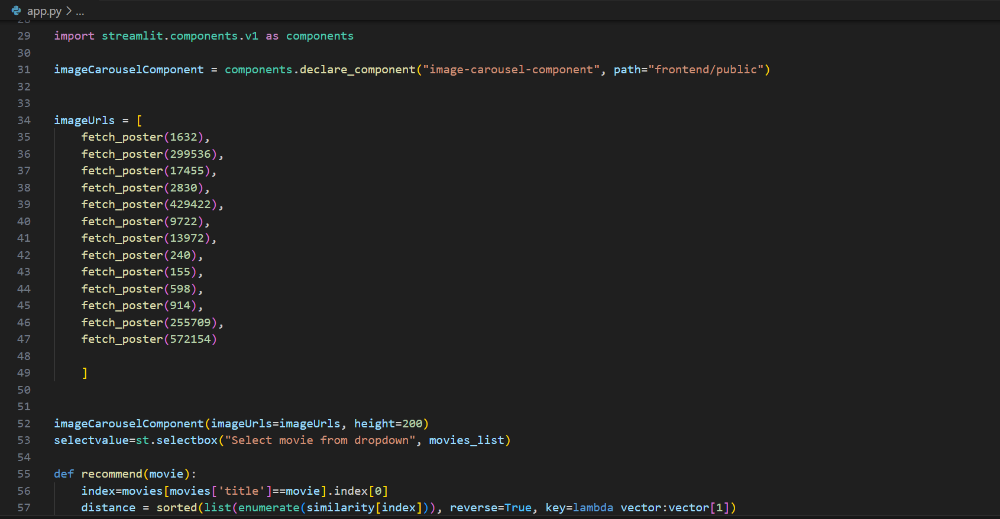 app.py > ...
28
29 import streamlit.components.v1 as components
30
31 imageCarouselComponent = components.declare_component("image-carousel-component", path="frontend/public")
32
33
34 imageUrls = [
35     fetch_poster(1632),
36     fetch_poster(299536),
37     fetch_poster(17455),
38     fetch_poster(2830),
39     fetch_poster(429422),
40     fetch_poster(9722),
41     fetch_poster(13972),
42     fetch_poster(240),
43     fetch_poster(155),
44     fetch_poster(598),
45     fetch_poster(914),
46     fetch_poster(255709),
47     fetch_poster(572154)
48
49     ]
50
51
52 imageCarouselComponent(imageUrls=imageUrls, height=200)
53 selectvalue=st.selectbox("Select movie from dropdown", movies_list)
54
55 def recommend(movie):
56     index=movies[movies['title']==movie].index[0]
57     distance = sorted(list(enumerate(similarity[index])), reverse=True, key=lambda vector:vector[1])